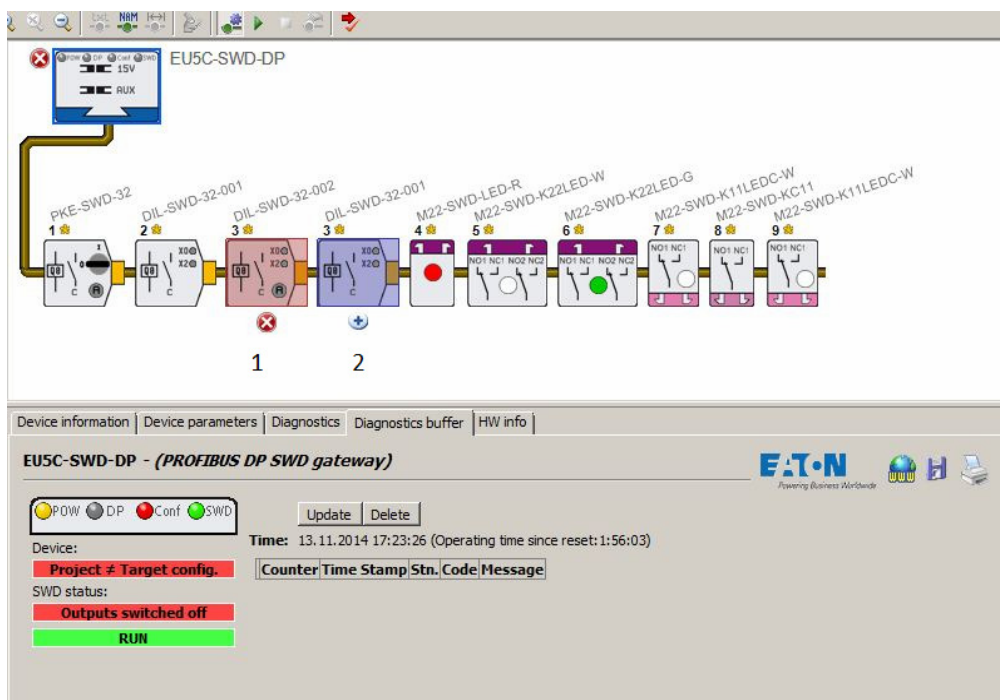 NAM
POW DP Conf SWD
15V
AUX
EU5C-SWD-DP
PKE-SWD-32
DIL-SWD-32-001
DIL-SWD-32-002
DIL-SWD-32-001
M22-SWD-LED-R
M22-SWD-K22LED-W
M22-SWD-K22LED-G
M22-SWD-K11LEDC-W
M22-SWD-KC11
M22-SWD-K11LEDC-W
1 2 3 3 4 5 6 7 8 9
Q0 I 0 C A
Q0 X0 X2 C
Q0 X0 X2 C A
Q0 X0 X2 C
NO1 NC1 NO2 NC2
NO1 NC1 NO2 NC2
NO1 NC1
NO1 NC1
NO1 NC1
1 2
Device information Device parameters Diagnostics Diagnostics buffer HW info
EU5C-SWD-DP - (PROFIBUS DP SWD gateway)
EATON
Powering Business Worldwide
POW DP Conf SWD
Update Delete
Time: 13.11.2014 17:23:26 (Operating time since reset:1:56:03)
Device:
Project ≠ Target config.
Counter Time Stamp Stn. Code Message
SWD status:
Outputs switched off
RUN